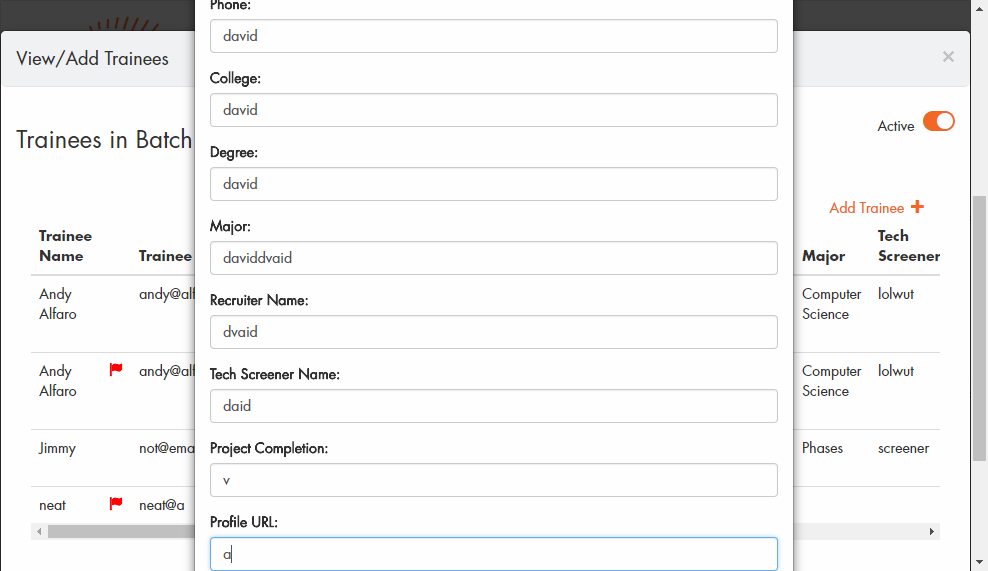 Phone:
david
View/Add Trainees
×
College:
david
Active
Trainees in Batch
Degree:
david
Add Trainee +
Major:
daviddvaid
Trainee Name
Trainee
Major
Tech Screener
Recruiter Name:
dvaid
Andy Alfaro
andy@alf
Computer Science
lolwut
Tech Screener Name:
daid
Andy Alfaro
andy@alf
Computer Science
lolwut
Project Completion:
v
Jimmy
not@ema
Phases
screener
Profile URL:
a
neat
neat@a